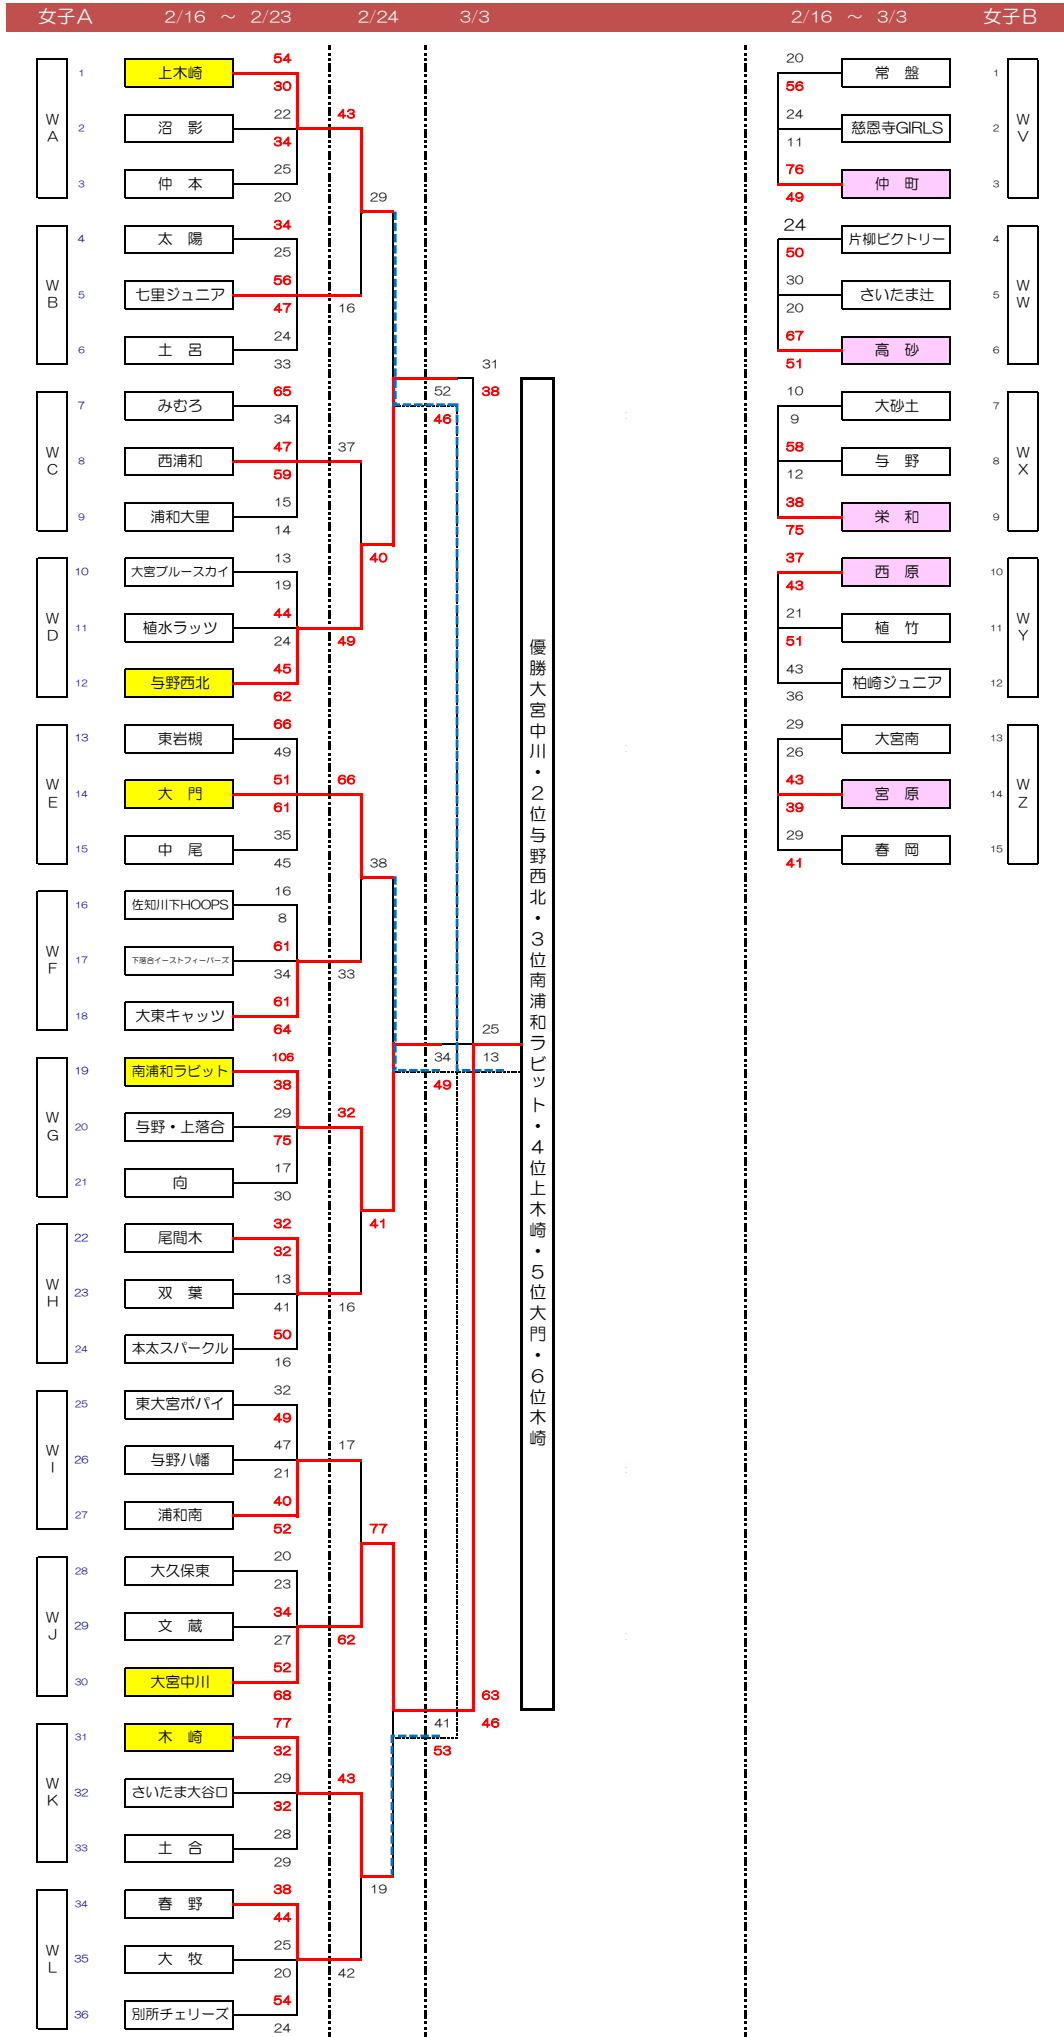 女子A 2/16 ～ 2/23 2/24 3/3 2/16 ～ 3/3 女子B
WA
1 上木崎 54 30 43
2 沼影 22 34
3 仲本 25 20
29
WB
4 太陽 34 25
5 七里ジュニア 56 47 16
6 土呂 24 33
31
38
52
46
WC
7 みむろ 65 34
8 西浦和 47 59 37
9 浦和大里 15 14
40
WD
10 大宮ブルースカイ 13 19
11 植水ラッツ 44 24 49
12 与野西北 45 62
WE
13 東岩槻 66 49
14 大門 51 61 66
15 中尾 35 45
38
WF
16 佐知川下HOOPS 16 8
17 下落合イーストフィーバーズ 61 34 33
18 大東キャッツ 61 64
25
13
34
49
WG
19 南浦和ラビット 106 38
20 与野・上落合 29 75 32
21 向 17 30
41
WH
22 尾間木 32 32
23 双葉 13 41 16
24 本太スパークル 50 16
WI
25 東大宮ポパイ 32 49
26 与野八幡 47 21 17
27 浦和南 40 52
77
WJ
28 大久保東 20 23
29 文蔵 34 27 62
30 大宮中川 52 68
63
46
41
53
WK
31 木崎 77 32
32 さいたま大谷口 29 32 43
33 土合 28 29
19
WL
34 春野 38 44
35 大牧 25 20 42
36 別所チェリーズ 54 24
優勝大宮中川・2位与野西北・3位南浦和ラビット・4位上木崎・5位大門・6位木崎
20 56 常盤 1
24 11 慈恩寺GIRLS 2
76 49 仲町 3
WV
24 50 片柳ビクトリー 4
30 20 さいたま辻 5
67 51 高砂 6
WW
10 9 大砂土 7
58 12 与野 8
38 75 栄和 9
WX
37 43 西原 10
21 51 植竹 11
43 36 柏崎ジュニア 12
WY
29 26 大宮南 13
43 39 宮原 14
29 41 春岡 15
WZ